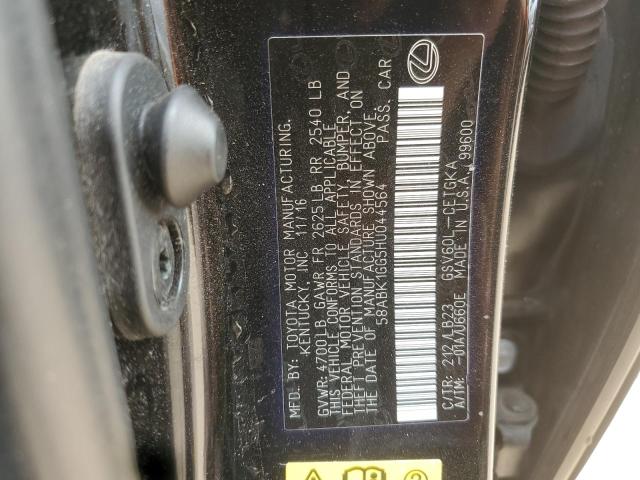 MFD. BY: TOYOTA MOTOR MANUFACTURING,
KENTUCKY, INC 11/16
GVWR: 4700LB GAWR FR 2625LB RR 2540 LB
THIS VEHICLE CONFORMS TO ALL APPLICABLE
FEDERAL MOTOR VEHICLE SAFETY, BUMPER, AND
THEFT PREVENTION STANDARDS IN EFFECT ON
THE DATE OF MANUFACTURE SHOWN ABOVE.
58ABK1GG5HU044564 PASS. CAR
C/TR: 212/LB23 GSV60L-CETGKA
A/TM: -01A/U660E MADE IN U.S.A. 99600